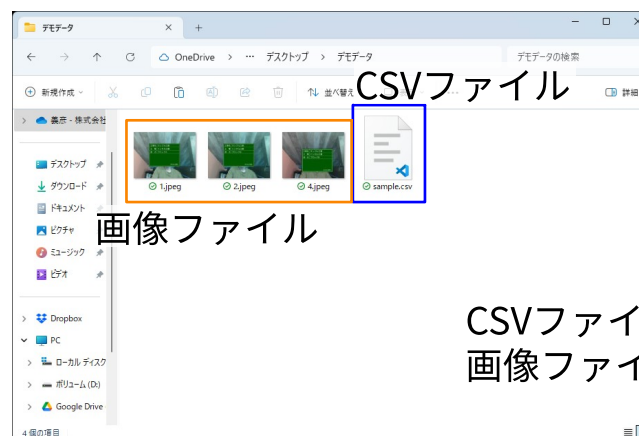 デモデータ
OneDrive > … デスクトップ > デモデータ
デモデータの検索
新規作成
並べ替え
詳細
CSVファイル
義彦 - 株式会社
デスクトップ
ダウンロード
ドキュメント
ピクチャ
ミュージック
ビデオ
1.jpeg
2.jpeg
4.jpeg
sample.csv
画像ファイル
Dropbox
PC
ローカル ディスク
ボリューム (D:)
Google Drive
CSVファイ
画像ファイ
4 個の項目